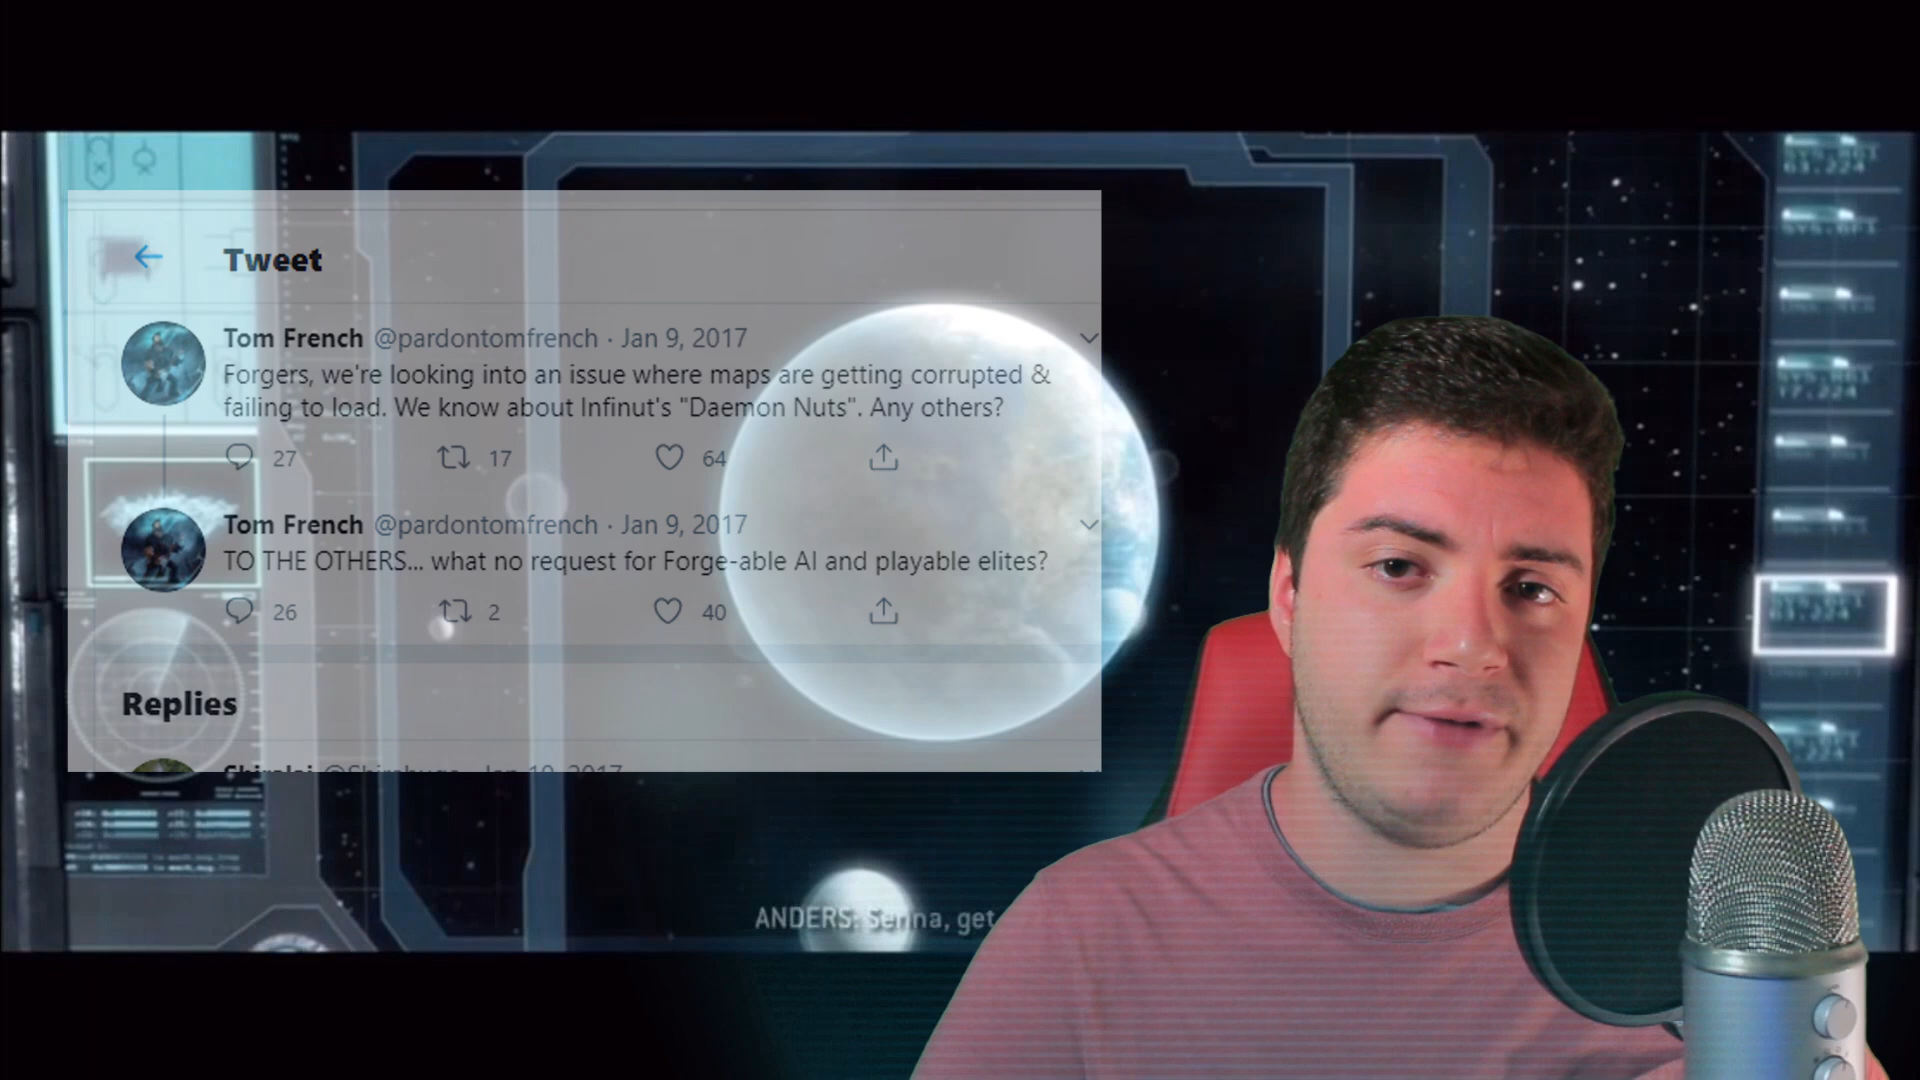 Tweet
Tom French @pardontomfrench · Jan 9, 2017
Forgers, we're looking into an issue where maps are getting corrupted &
failing to load. We know about Infinut's "Daemon Nuts". Any others?
27 17 64
Tom French @pardontomfrench · Jan 9, 2017
TO THE OTHERS... what no request for Forge-able AI and playable elites?
26 2 40
Replies
ANDERS: Serina, get